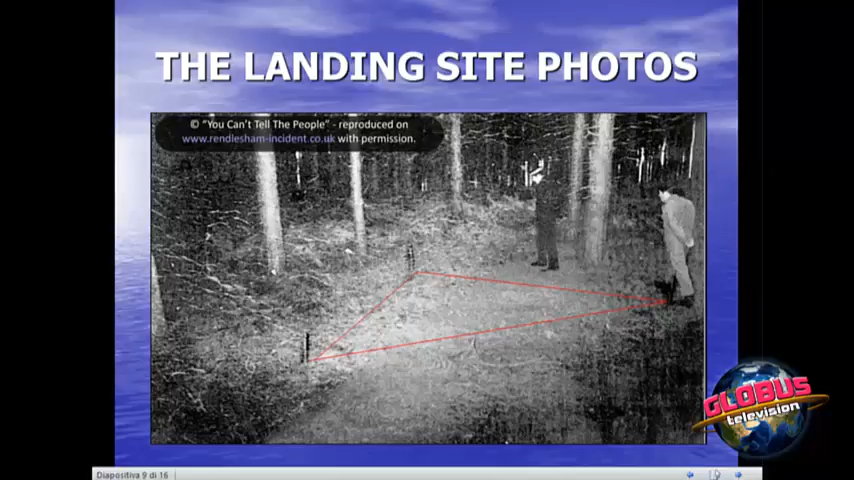 THE LANDING SITE PHOTOS
© "You Can't Tell The People" - reproduced on
www.rendlesham-incident.co.uk with permission.
GLOBUS
television
Diapositiva 9 di 16